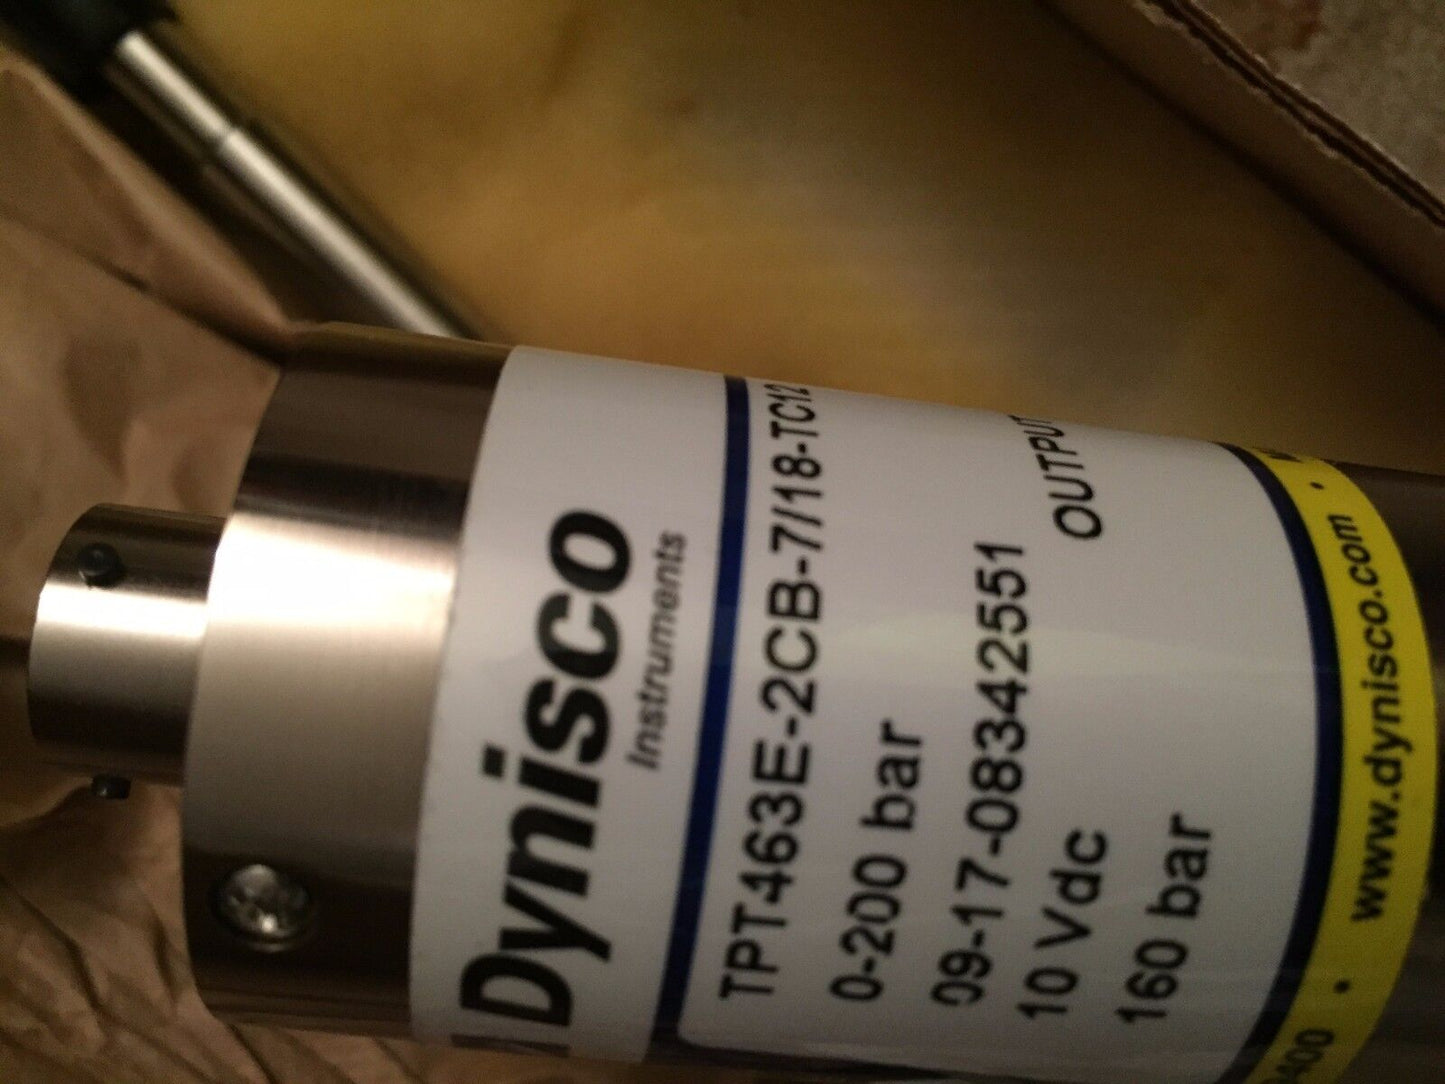 Dynisco
Instruments
TPT463E-2CB-7/18-TC12
0-200 bar
09-17-08342551
10 Vdc OUTPUT
160 bar
400 • www.dynisco.com •